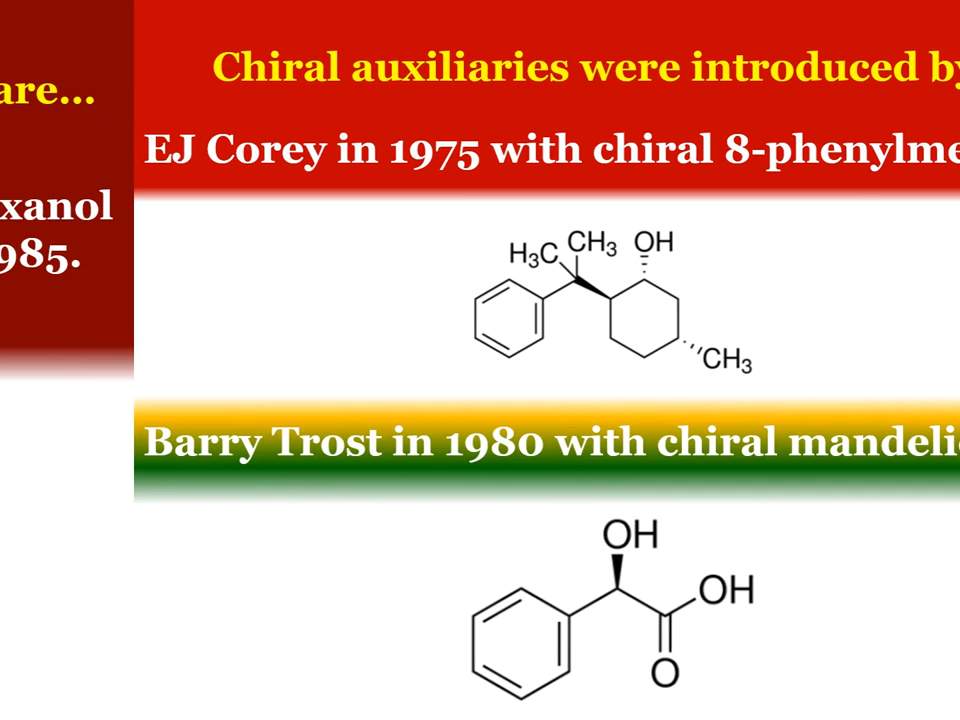 are...
xanol
985.
Chiral auxiliaries were introduced by
EJ Corey in 1975 with chiral 8-phenylme
H3C CH3 OH
CH3
Barry Trost in 1980 with chiral mandeli
OH
OH
O